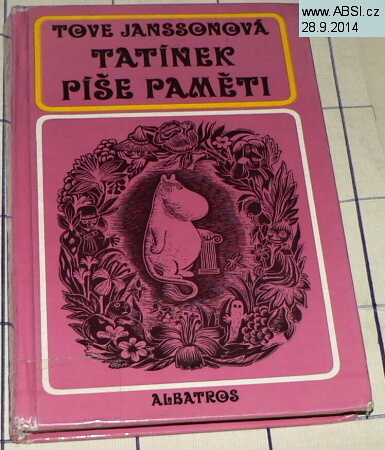 www.ABSI.cz
28.9.2014
TOVE JANSSONOVÁ
TATÍNEK
PÍŠE PAMĚTI
ALBATROS